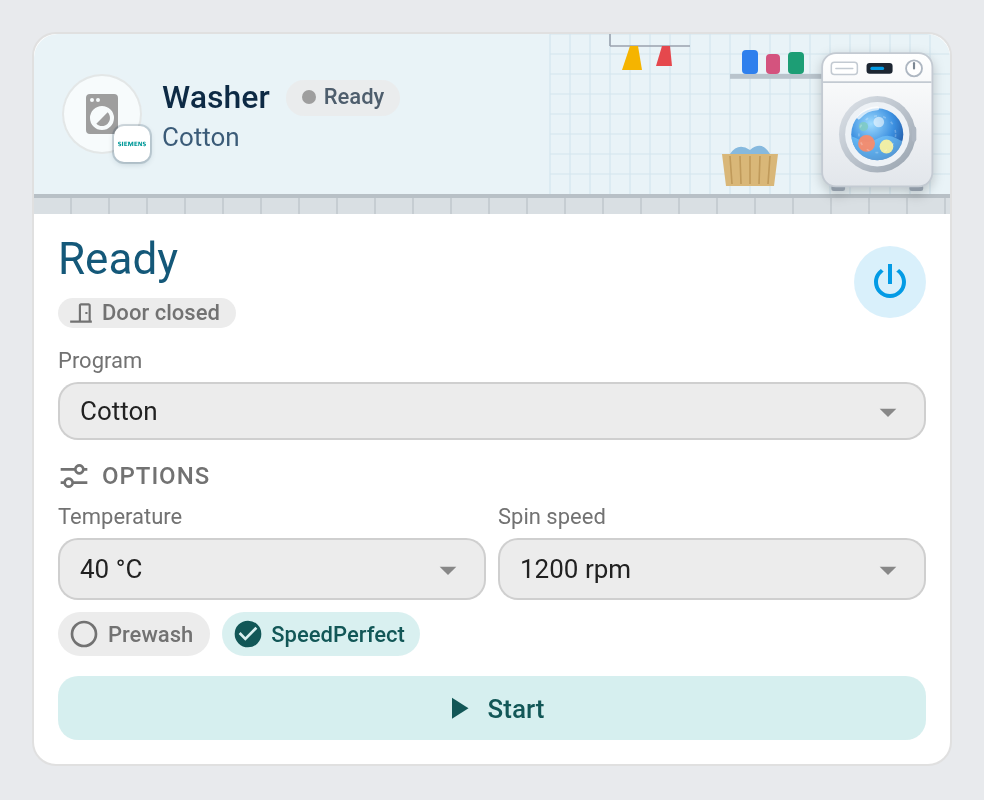 Washer
Ready
SIEMENS
Cotton
Ready
Door closed
Program
Cotton
OPTIONS
Temperature
Spin speed
40 °C
1200 rpm
Prewash
SpeedPerfect
Start